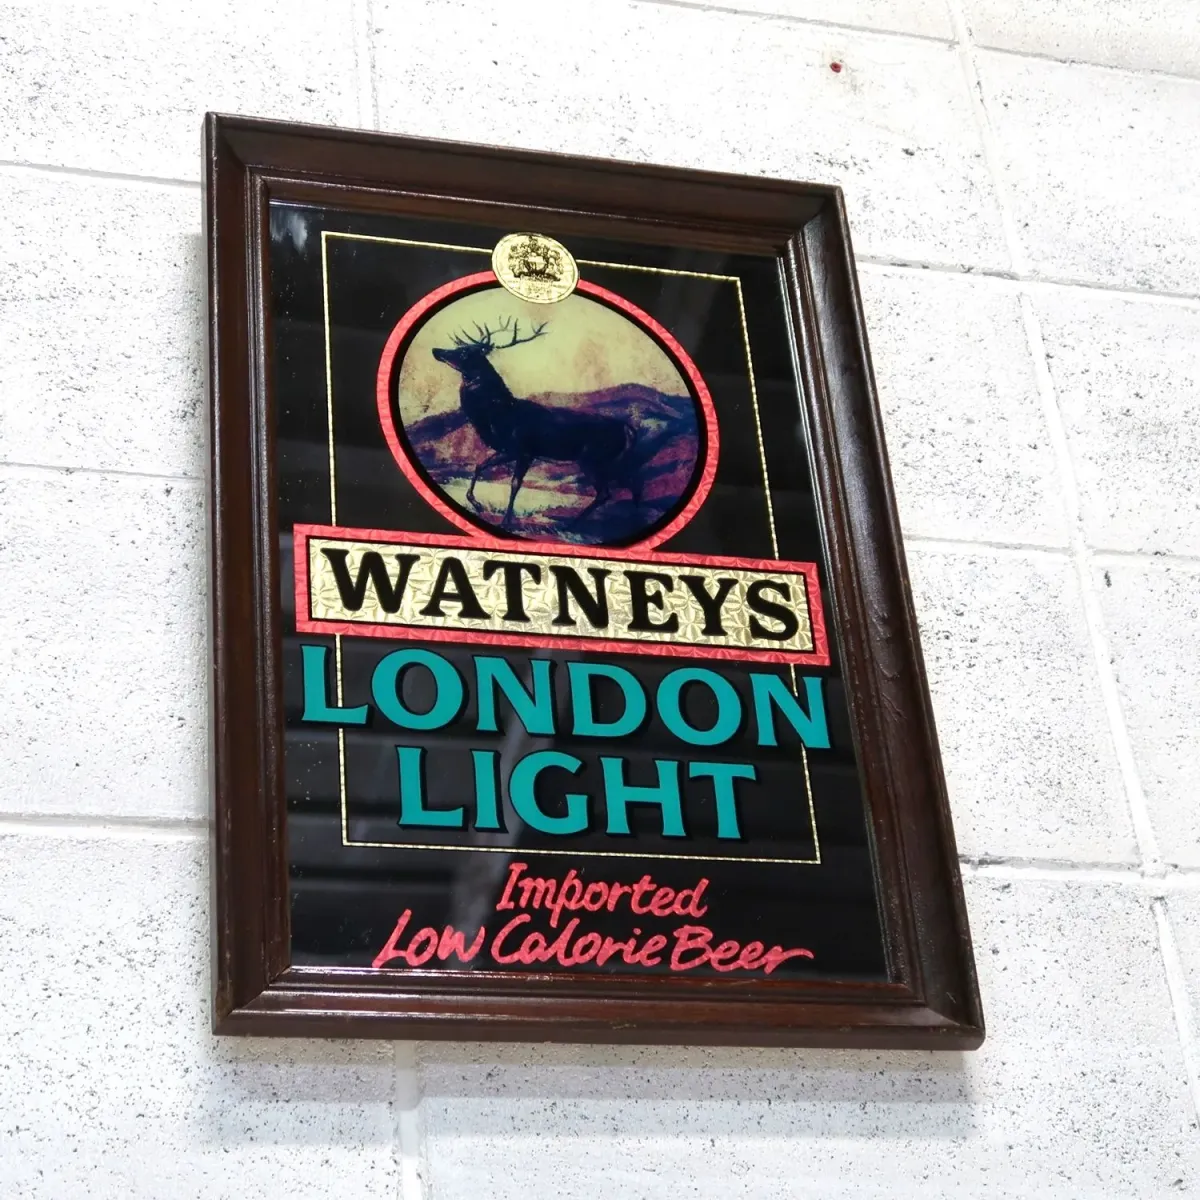 WATNEYS
LONDON
LIGHT
Imported
Low Calorie Beer